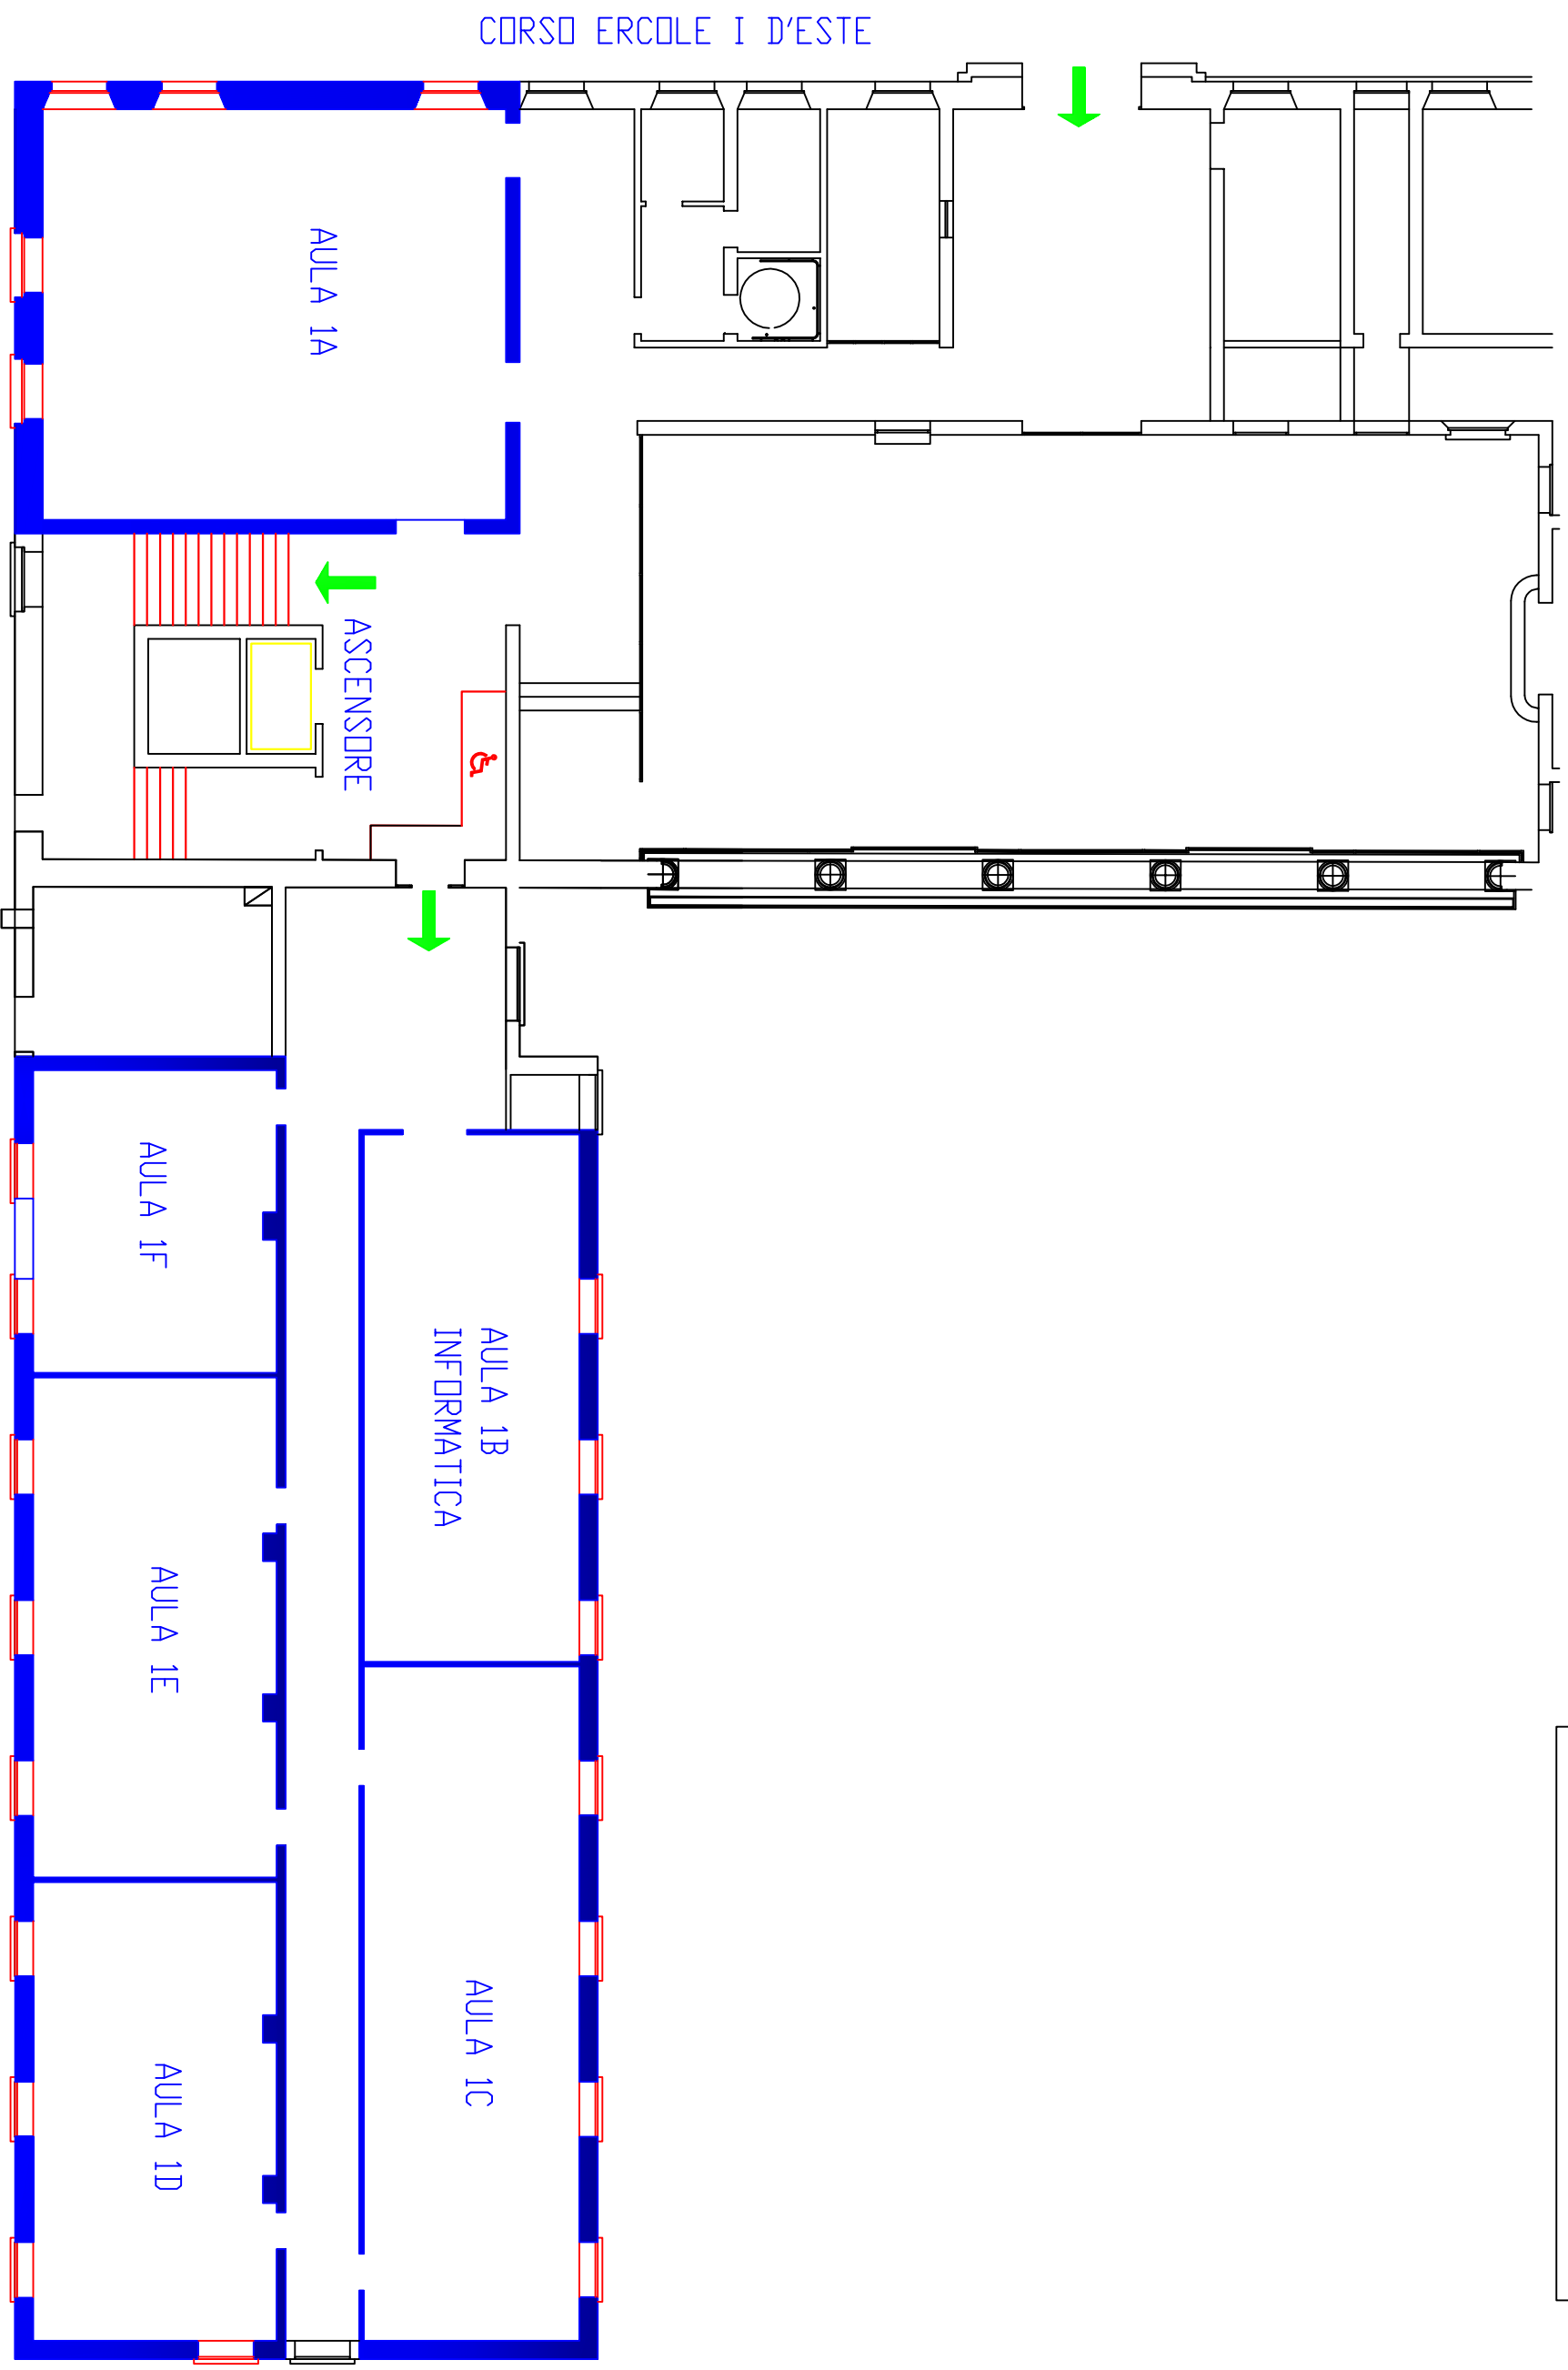 CORSO ERCOLE I D'ESTE
AULA 1A
ASCENSORE
AULA 1F
AULA 1B
INFORMATICA
AULA 1E
AULA 1C
AULA 1D